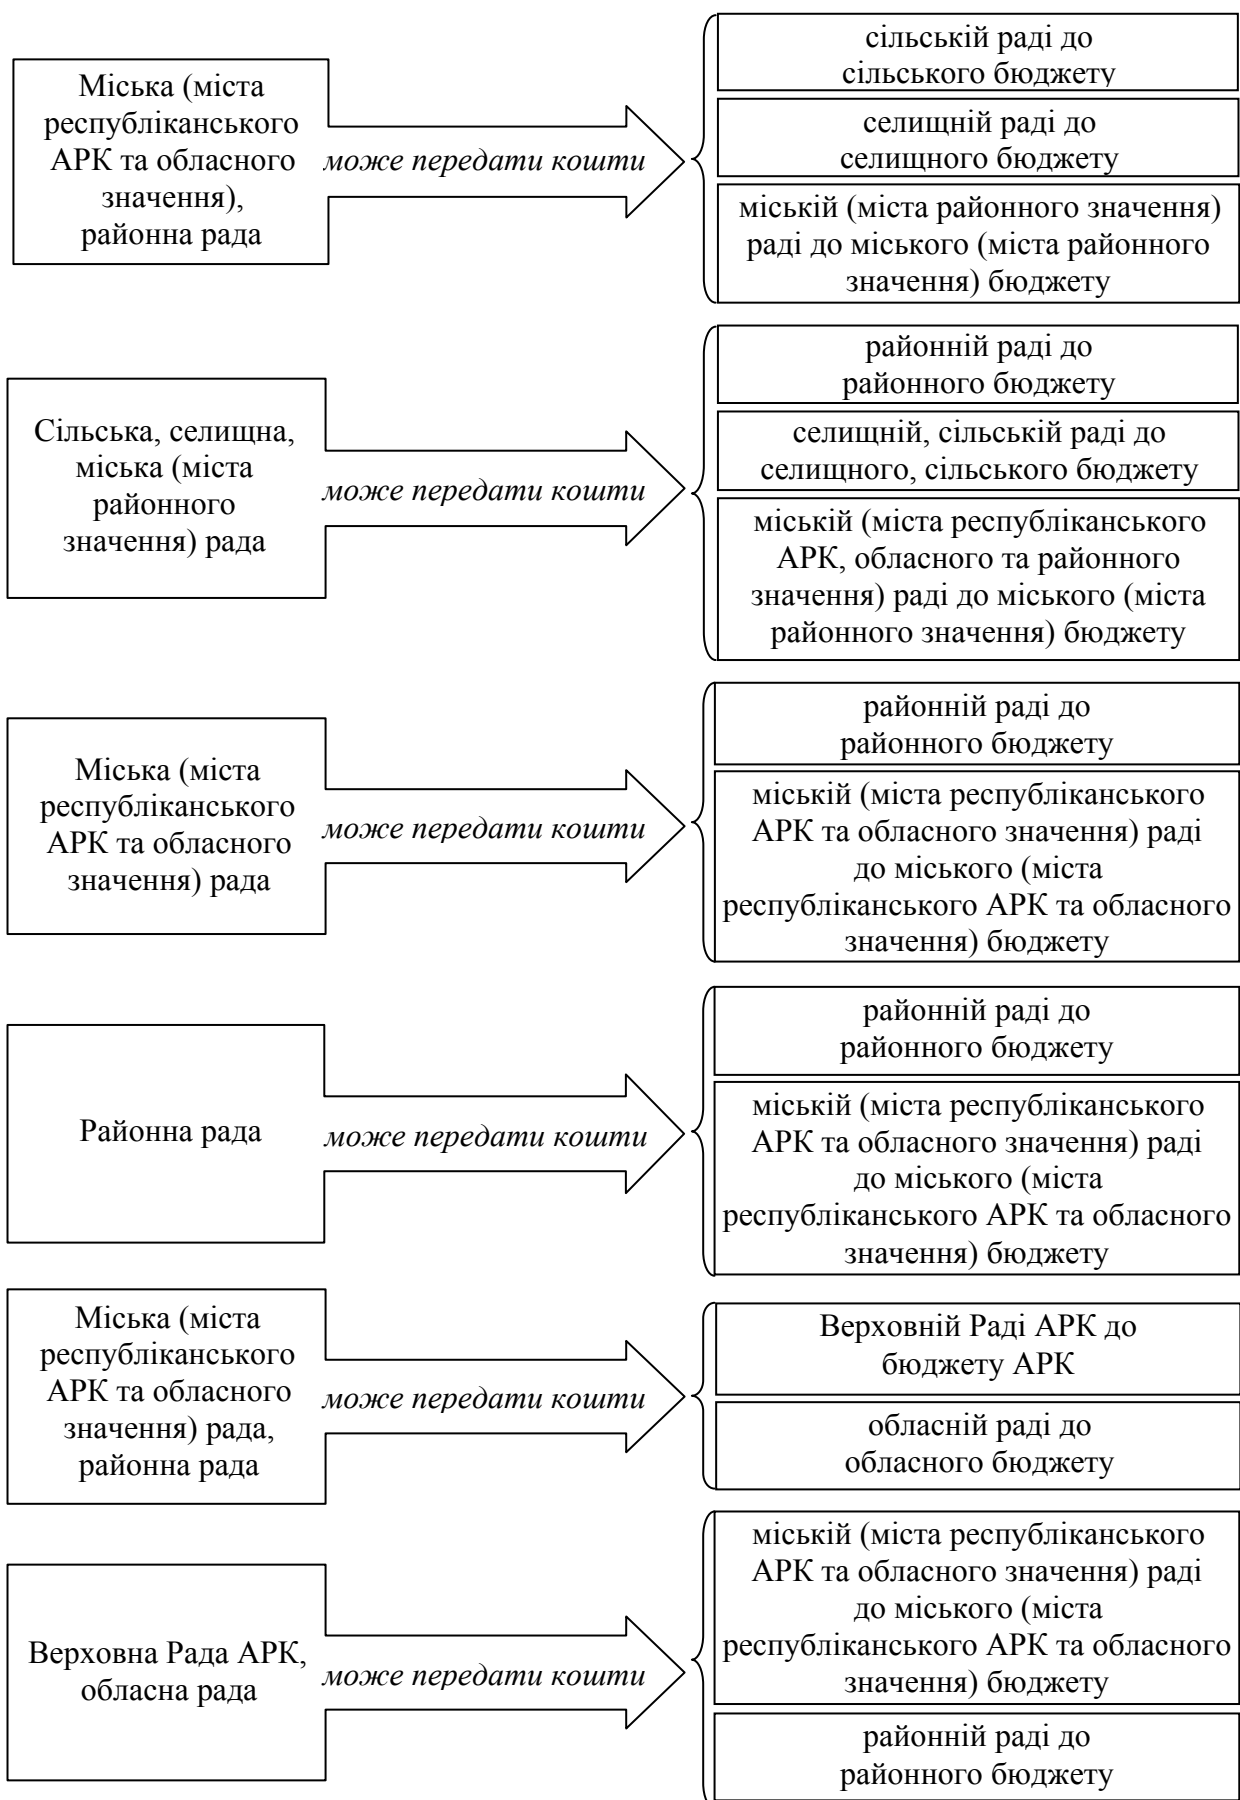 Міська (міста
республіканського
АРК та обласного
значення),
районна рада
може передати кошти
сільській раді до
сільського бюджету
селищній раді до
селищного бюджету
міській (міста районного значення)
раді до міського (міста районного
значення) бюджету
Сільська, селищна,
міська (міста
районного
значення) рада
може передати кошти
районній раді до
районного бюджету
селищній, сільській раді до
селищного, сільського бюджету
міській (міста республіканського
АРК, обласного та районного
значення) раді до міського (міста
районного значення) бюджету
Міська (міста
республіканського
АРК та обласного
значення) рада
може передати кошти
районній раді до
районного бюджету
міській (міста республіканського
АРК та обласного значення) раді
до міського (міста
республіканського АРК та обласного
значення) бюджету
Районна рада
може передати кошти
районній раді до
районного бюджету
міській (міста республіканського
АРК та обласного значення) раді
до міського (міста
республіканського АРК та обласного
значення) бюджету
Міська (міста
республіканського
АРК та обласного
значення) рада,
районна рада
може передати кошти
Верховній Раді АРК до
бюджету АРК
обласній раді до
обласного бюджету
Верховна Рада АРК,
обласна рада
може передати кошти
міській (міста республіканського
АРК та обласного значення) раді
до міського (міста
республіканського АРК та обласного
значення) бюджету
районній раді до
районного бюджету